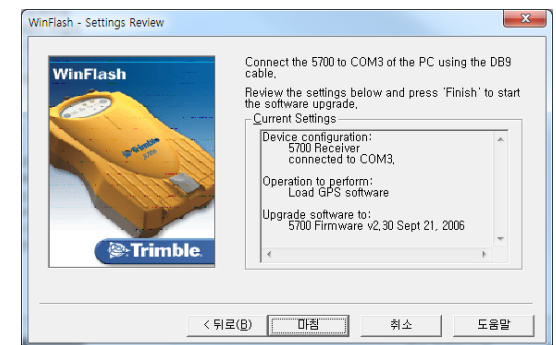 WinFlash - Settings Review
WinFlash
Trimble
5700
Trimble.
Connect the 5700 to COM3 of the PC using the DB9
cable,
Review the settings below and press 'Finish' to start
the software upgrade,
Current Settings
Device configuration:
5700 Receiver
connected to COM3,
Operation to perform:
Load GPS software
Upgrade software to:
5700 Firmware v2,30 Sept 21, 2006
< 뒤로(B)
마침
취소
도움말